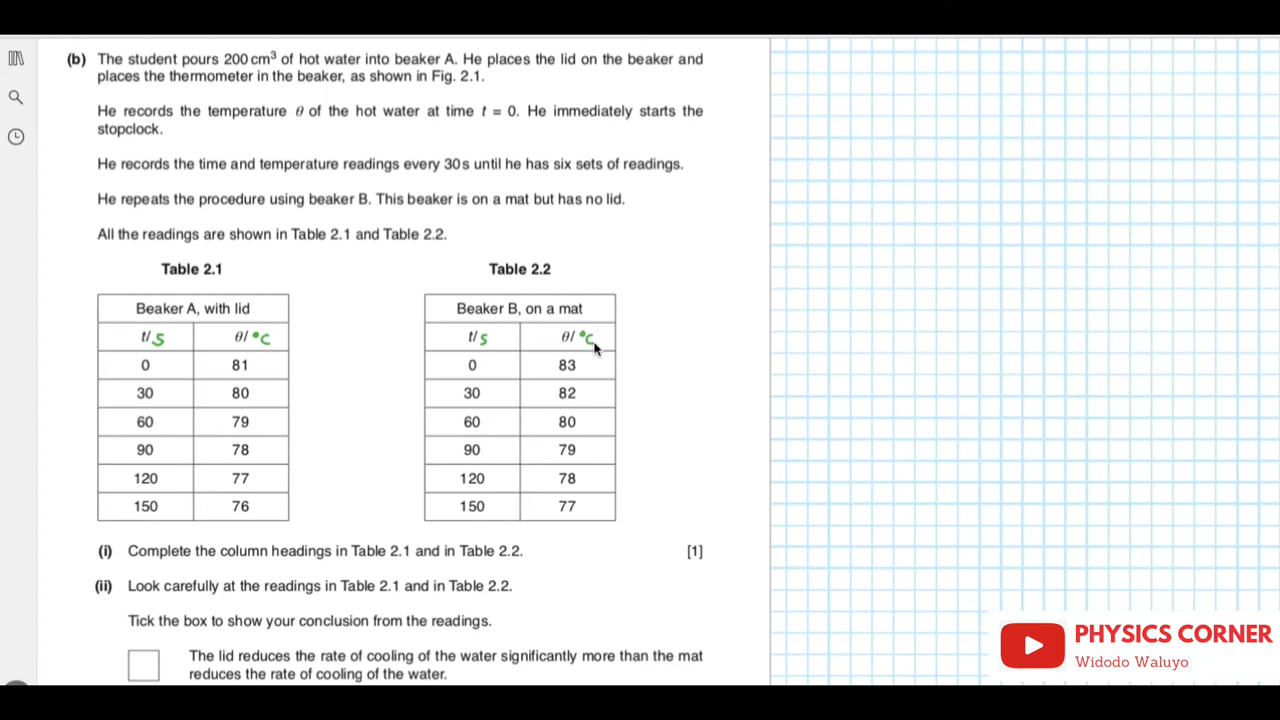 (b) The student pours 200 cm³ of hot water into beaker A. He places the lid on the beaker and
places the thermometer in the beaker, as shown in Fig. 2.1.
He records the temperature θ of the hot water at time t = 0. He immediately starts the
stopclock.
He records the time and temperature readings every 30 s until he has six sets of readings.
He repeats the procedure using beaker B. This beaker is on a mat but has no lid.
All the readings are shown in Table 2.1 and Table 2.2.
Table 2.1
Beaker A, with lid
t/s θ/°C
0 81
30 80
60 79
90 78
120 77
150 76
Table 2.2
Beaker B, on a mat
t/s θ/°C
0 83
30 82
60 80
90 79
120 78
150 77
(i) Complete the column headings in Table 2.1 and in Table 2.2. [1]
(ii) Look carefully at the readings in Table 2.1 and in Table 2.2.
Tick the box to show your conclusion from the readings.
The lid reduces the rate of cooling of the water significantly more than the mat
reduces the rate of cooling of the water.
PHYSICS CORNER
Widodo Waluyo